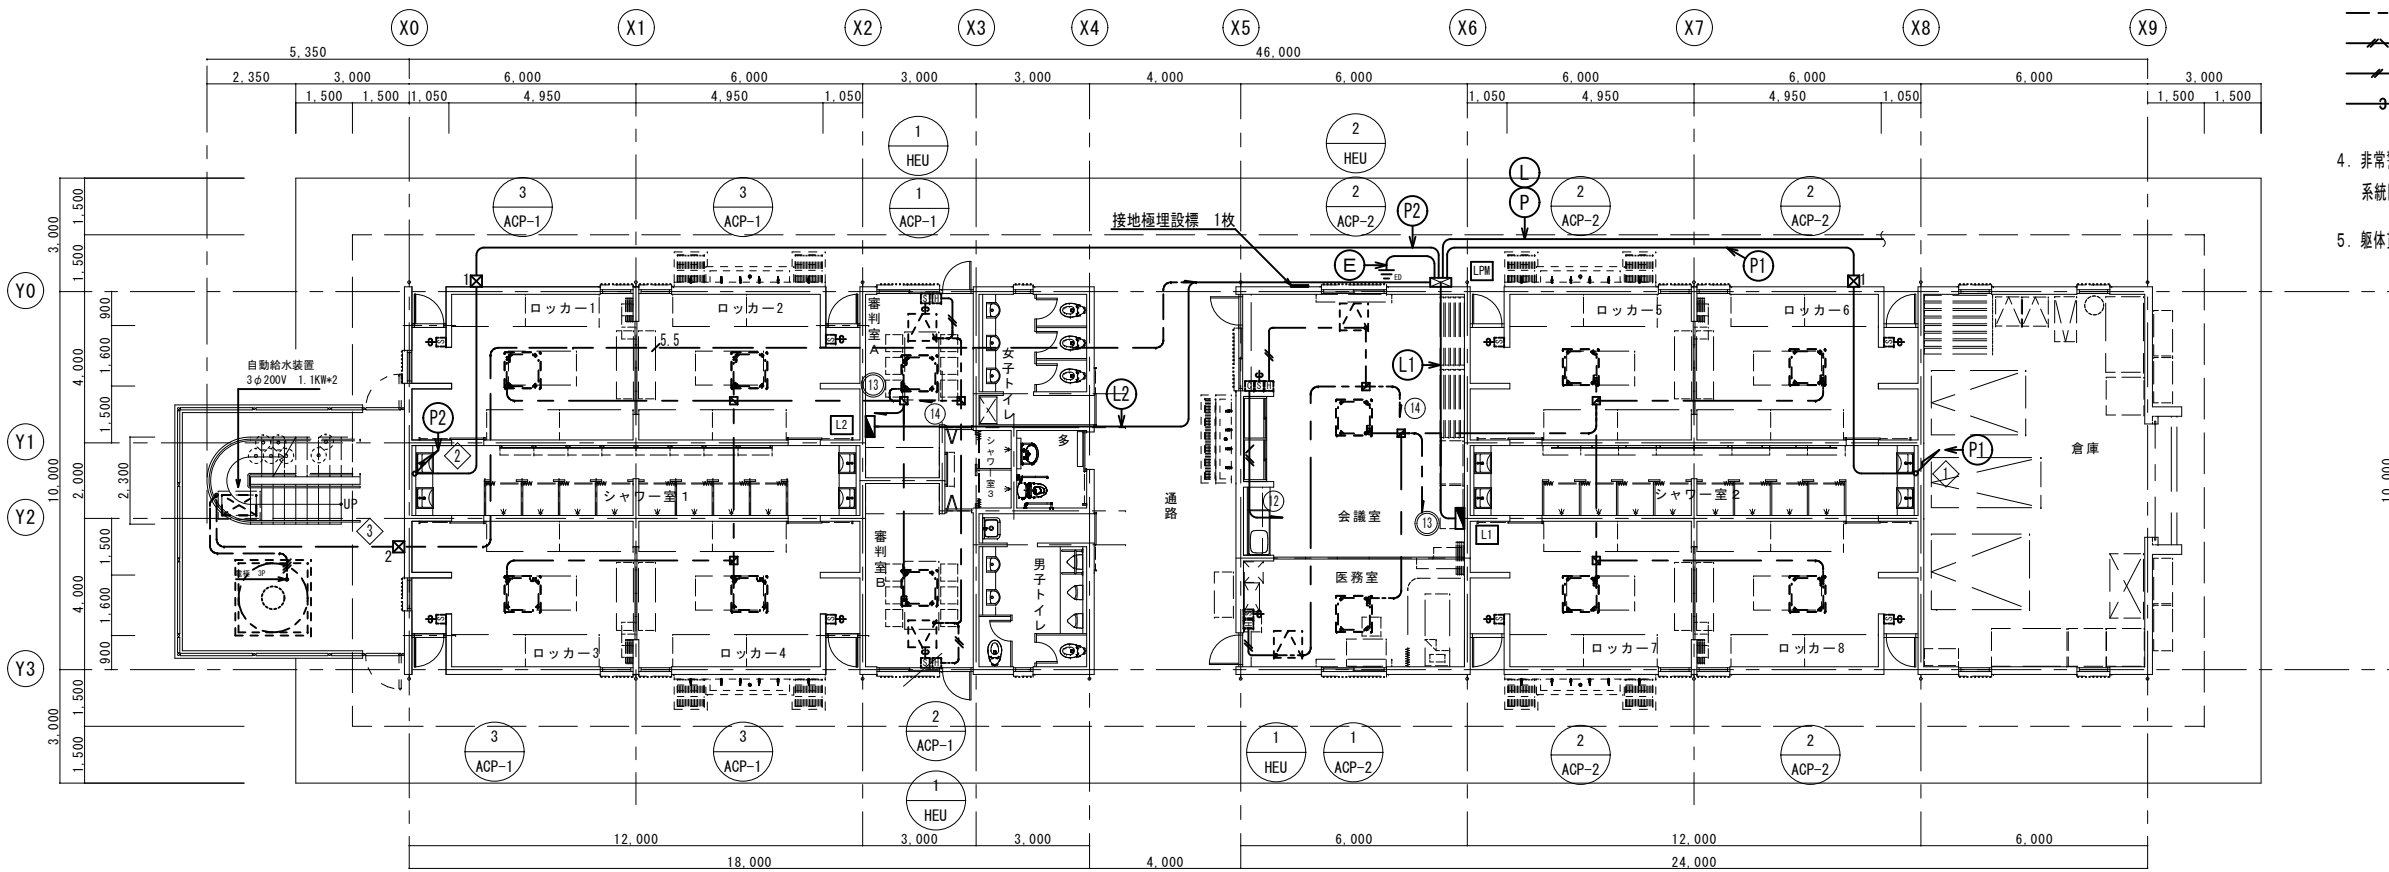 X0 X1 X2 X3 X4 X5 X6 X7 X8 X9
5,350 46,000
2,350 3,000 6,000 6,000 3,000 3,000 4,000 6,000 6,000 6,000 6,000 3,000
1,500 1,500 1,050 4,950 4,950 1,050 1,050 4,950 4,950 1,050 1,500 1,500
1 HEU
2 HEU
4. 非常
系統
5. 躯体
3 ACP-1
3 ACP-1
1 ACP-1
2 ACP-2
L
P
2 ACP-2
2 ACP-2
接地極埋設標 1枚
P2
E
ED
LPM
P1
1
1
Y0
Y1
Y2
Y3
3,000
1,500
1,500
900
1,600
4,000
1,500
10,000
2,000
2,300
1,500
4,000
1,600
900
1,500
3,000
1,500
10,000
ロッカー1
ロッカー2
審判室A
女子トイレ
ロッカー5
ロッカー6
5.5
自動給水装置
3φ200V 1.1KW*2
13
14
L1
14
L2
L2
P2
2
シャワー室3
多
倉庫
P1
1
UP
シャワー室1
通路
12
会議室
13
シャワー室2
3
2
L1
審判室B
男子トイレ
医務室
3P
ロッカー3
ロッカー4
ロッカー7
ロッカー8
3 ACP-1
3 ACP-1
2 ACP-1
1 HEU
1 ACP-2
2 ACP-2
2 ACP-2
1 HEU
12,000 3,000 3,000 6,000 12,000 6,000
18,000 4,000 24,000